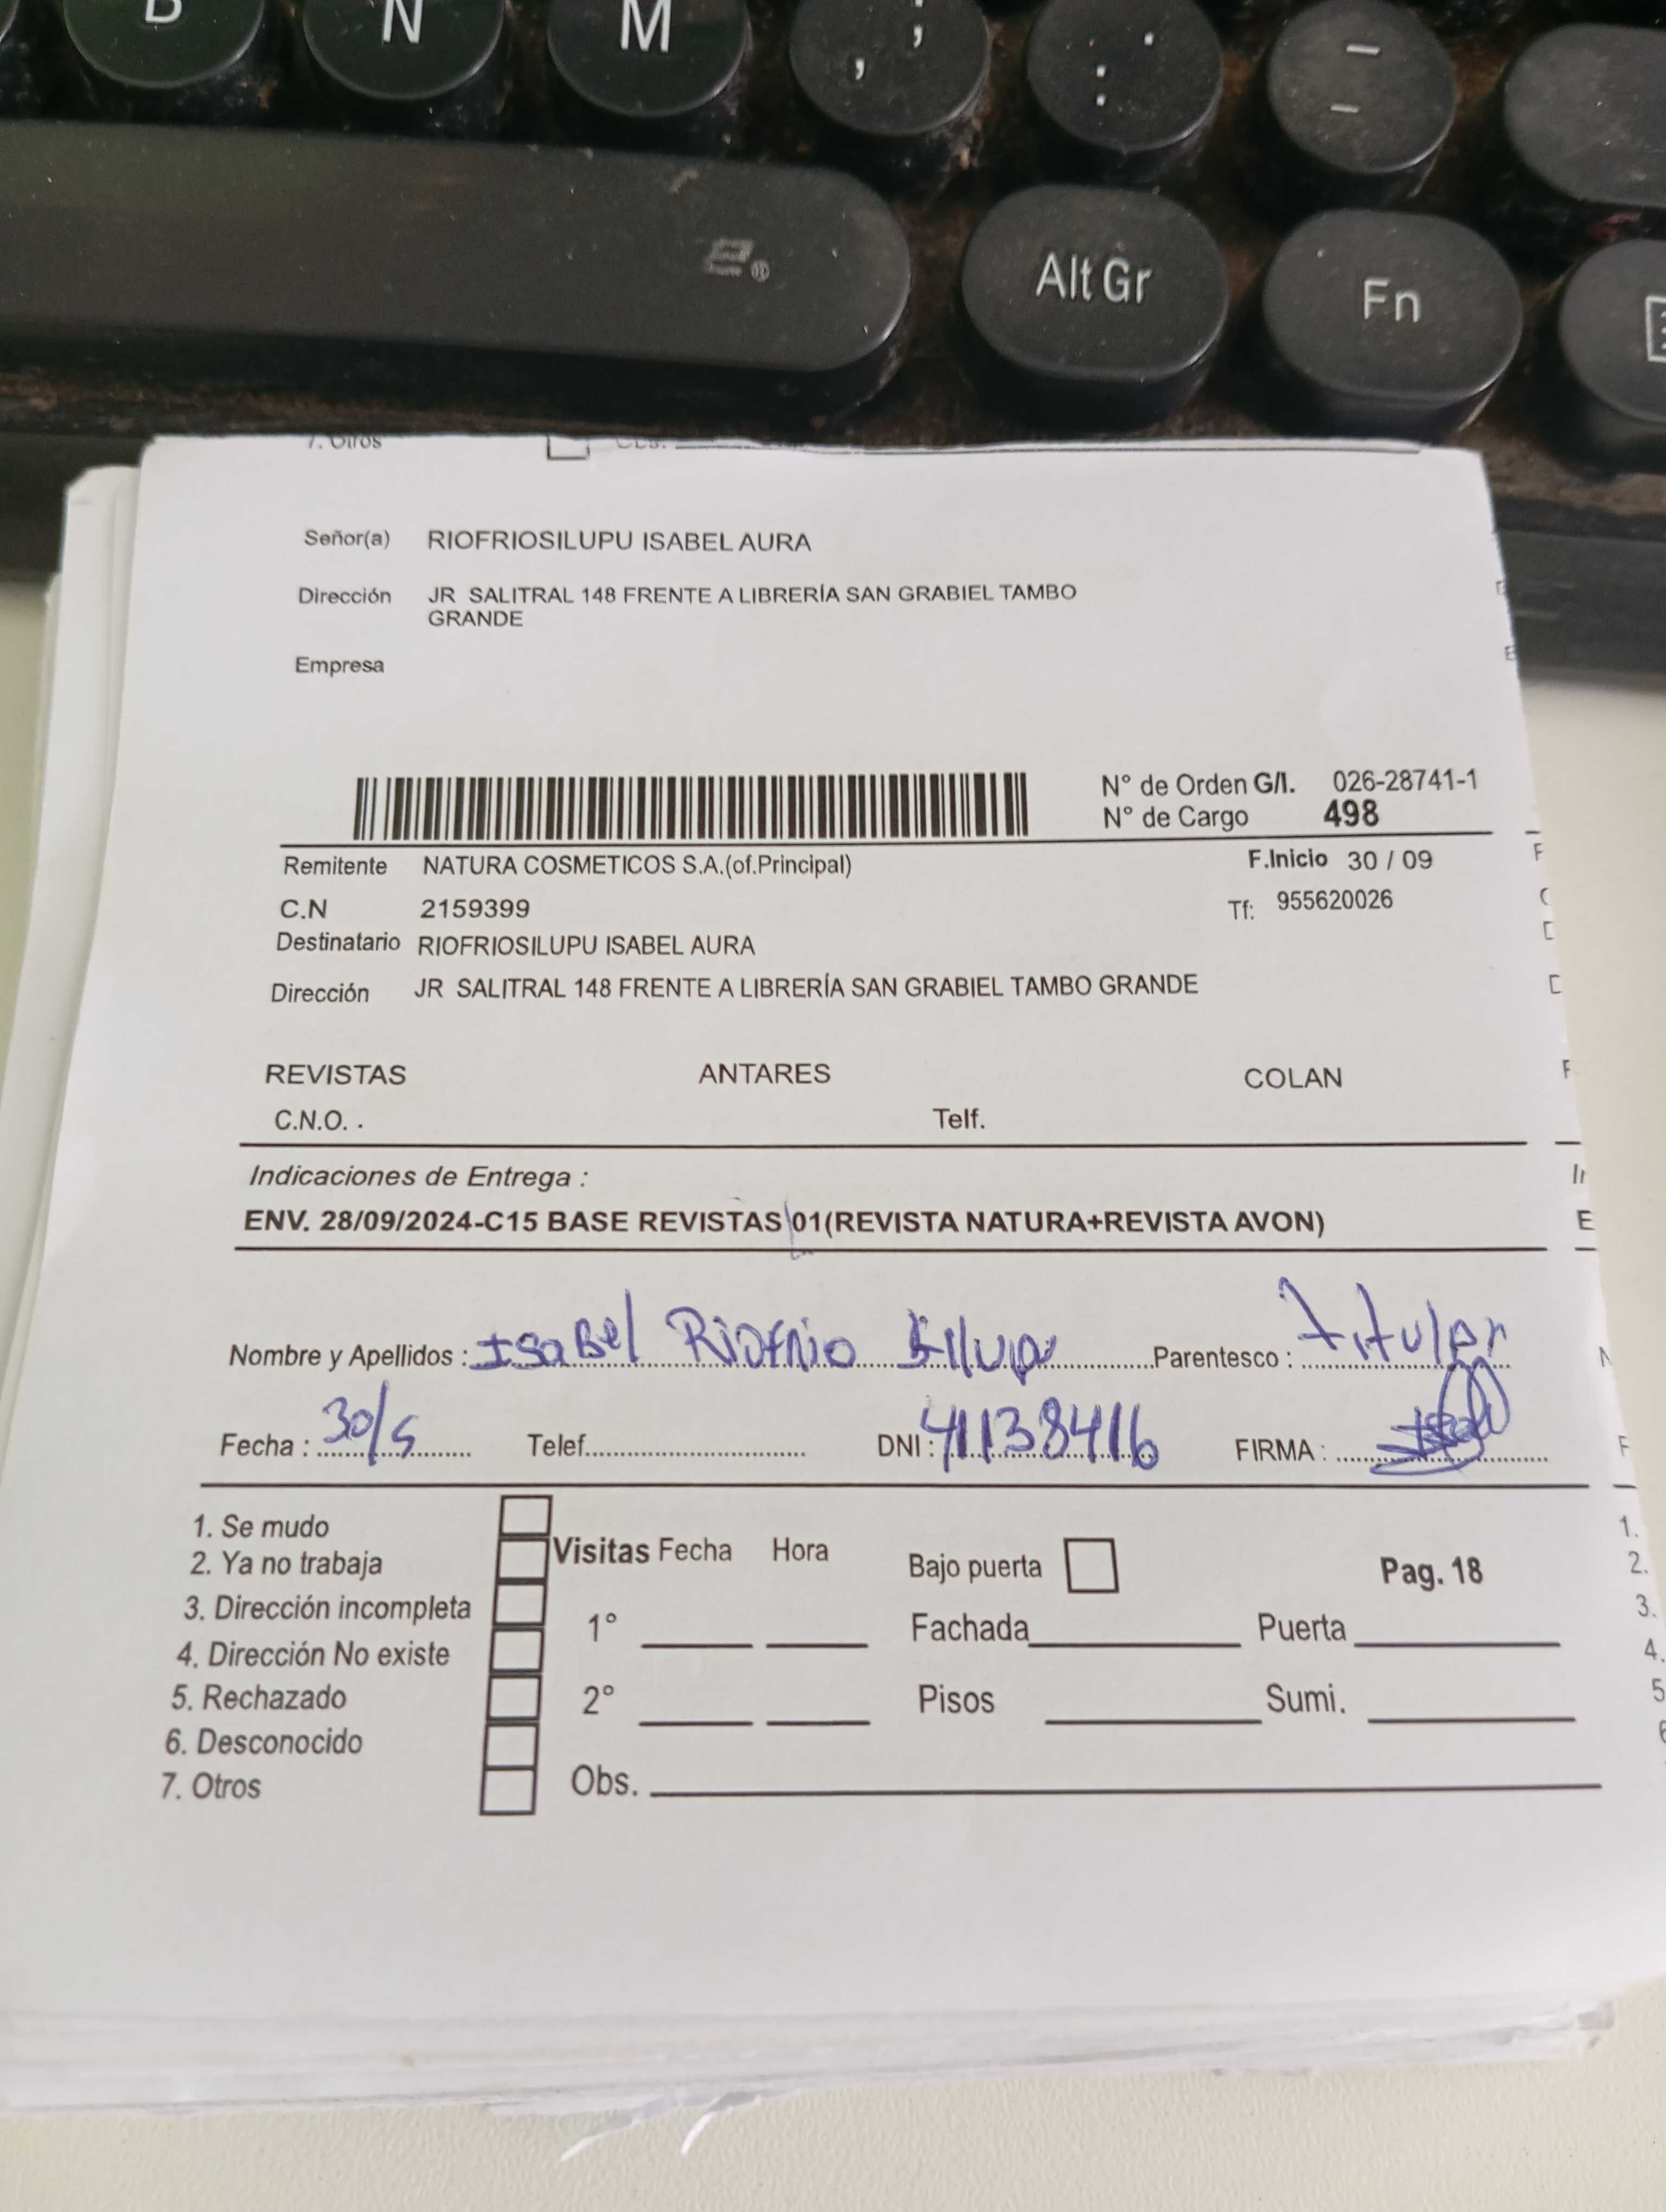 B N M ; , : . - _
Alt Gr Fn
7. Otros
Señor(a) RIOFRIOSILUPU ISABEL AURA
Dirección JR SALITRAL 148 FRENTE A LIBRERÍA SAN GRABIEL TAMBO
GRANDE
Empresa
N° de Orden G/I. 026-28741-1
N° de Cargo 498
Remitente NATURA COSMETICOS S.A.(of.Principal) F.Inicio 30 / 09
C.N 2159399 Tf: 955620026
Destinatario RIOFRIOSILUPU ISABEL AURA
Dirección JR SALITRAL 148 FRENTE A LIBRERÍA SAN GRABIEL TAMBO GRANDE
REVISTAS ANTARES COLAN
C.N.O. . Telf.
Indicaciones de Entrega :
ENV. 28/09/2024-C15 BASE REVISTAS 01(REVISTA NATURA+REVISTA AVON)
Nombre y Apellidos : Isabel Riofrio Silupu Parentesco : titular
Fecha : 30/s Telef. DNI : 41138416 FIRMA :
1. Se mudo
2. Ya no trabaja Visitas Fecha Hora Bajo puerta Pag. 18
3. Dirección incompleta 1° Fachada Puerta
4. Dirección No existe
5. Rechazado 2° Pisos Sumi.
6. Desconocido
7. Otros Obs.